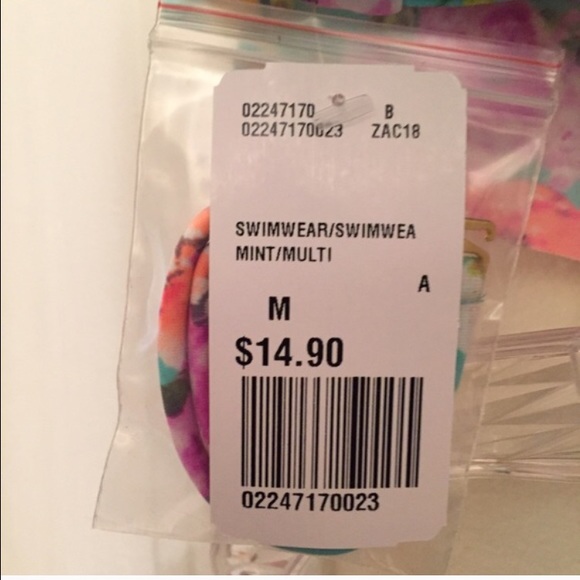 02247170 B
02247170023 ZAC18
SWIMWEAR/SWIMWEA
MINT/MULTI
A
M
$14.90
02247170023